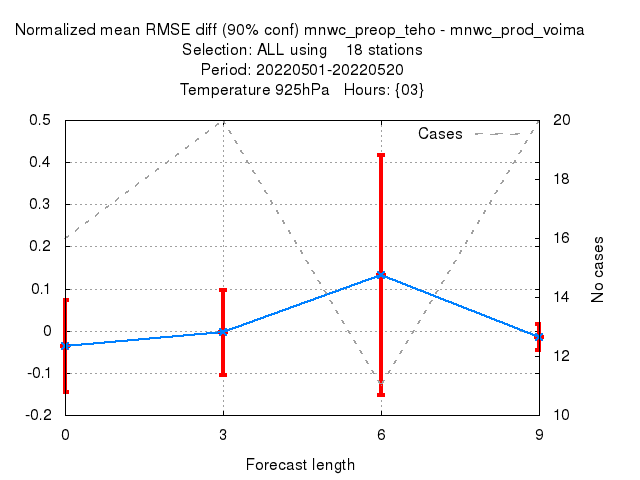 Normalized mean RMSE diff (90% conf) mnwc_preop_teho - mnwc_prod_voima
Selection: ALL using 18 stations
Period: 20220501-20220520
Temperature 925hPa Hours: {03}
Cases
0.5
0.4
0.3
0.2
0.1
0
-0.1
-0.2
20
18
16
14
12
10
No cases
0 3 6 9
Forecast length